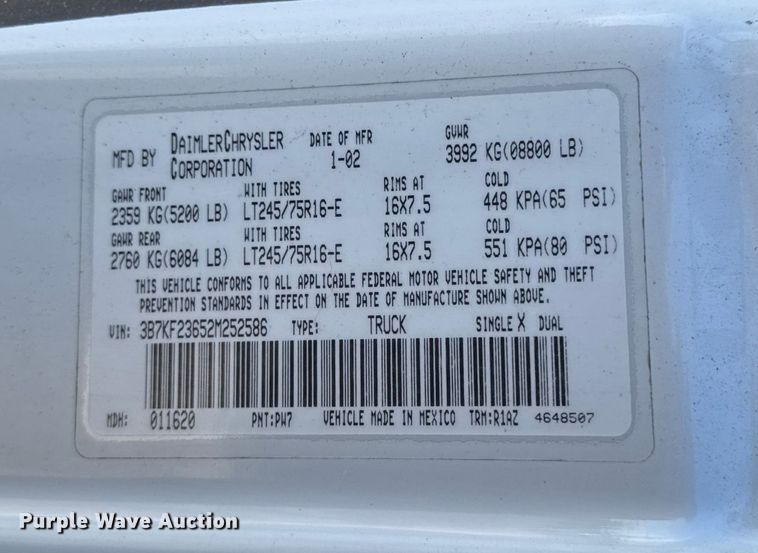 MFD BY DAIMLERCHRYSLER CORPORATION DATE OF MFR 1-02 GVWR 3992 KG(08800 LB)
GAWR FRONT WITH TIRES RIMS AT COLD
2359 KG(5200 LB) LT245/75R16-E 16X7.5 448 KPA(65 PSI)
GAWR REAR WITH TIRES RIMS AT COLD
2760 KG(6084 LB) LT245/75R16-E 16X7.5 551 KPA(80 PSI)
THIS VEHICLE CONFORMS TO ALL APPLICABLE FEDERAL MOTOR VEHICLE SAFETY AND THEFT
PREVENTION STANDARDS IN EFFECT ON THE DATE OF MANUFACTURE SHOWN ABOVE.
VIN: 3B7KF23652M252586 TYPE: TRUCK SINGLE X DUAL
MDH: 011620 PNT:PW7 VEHICLE MADE IN MEXICO TRM:R1AZ 4648507
Purple Wave Auction